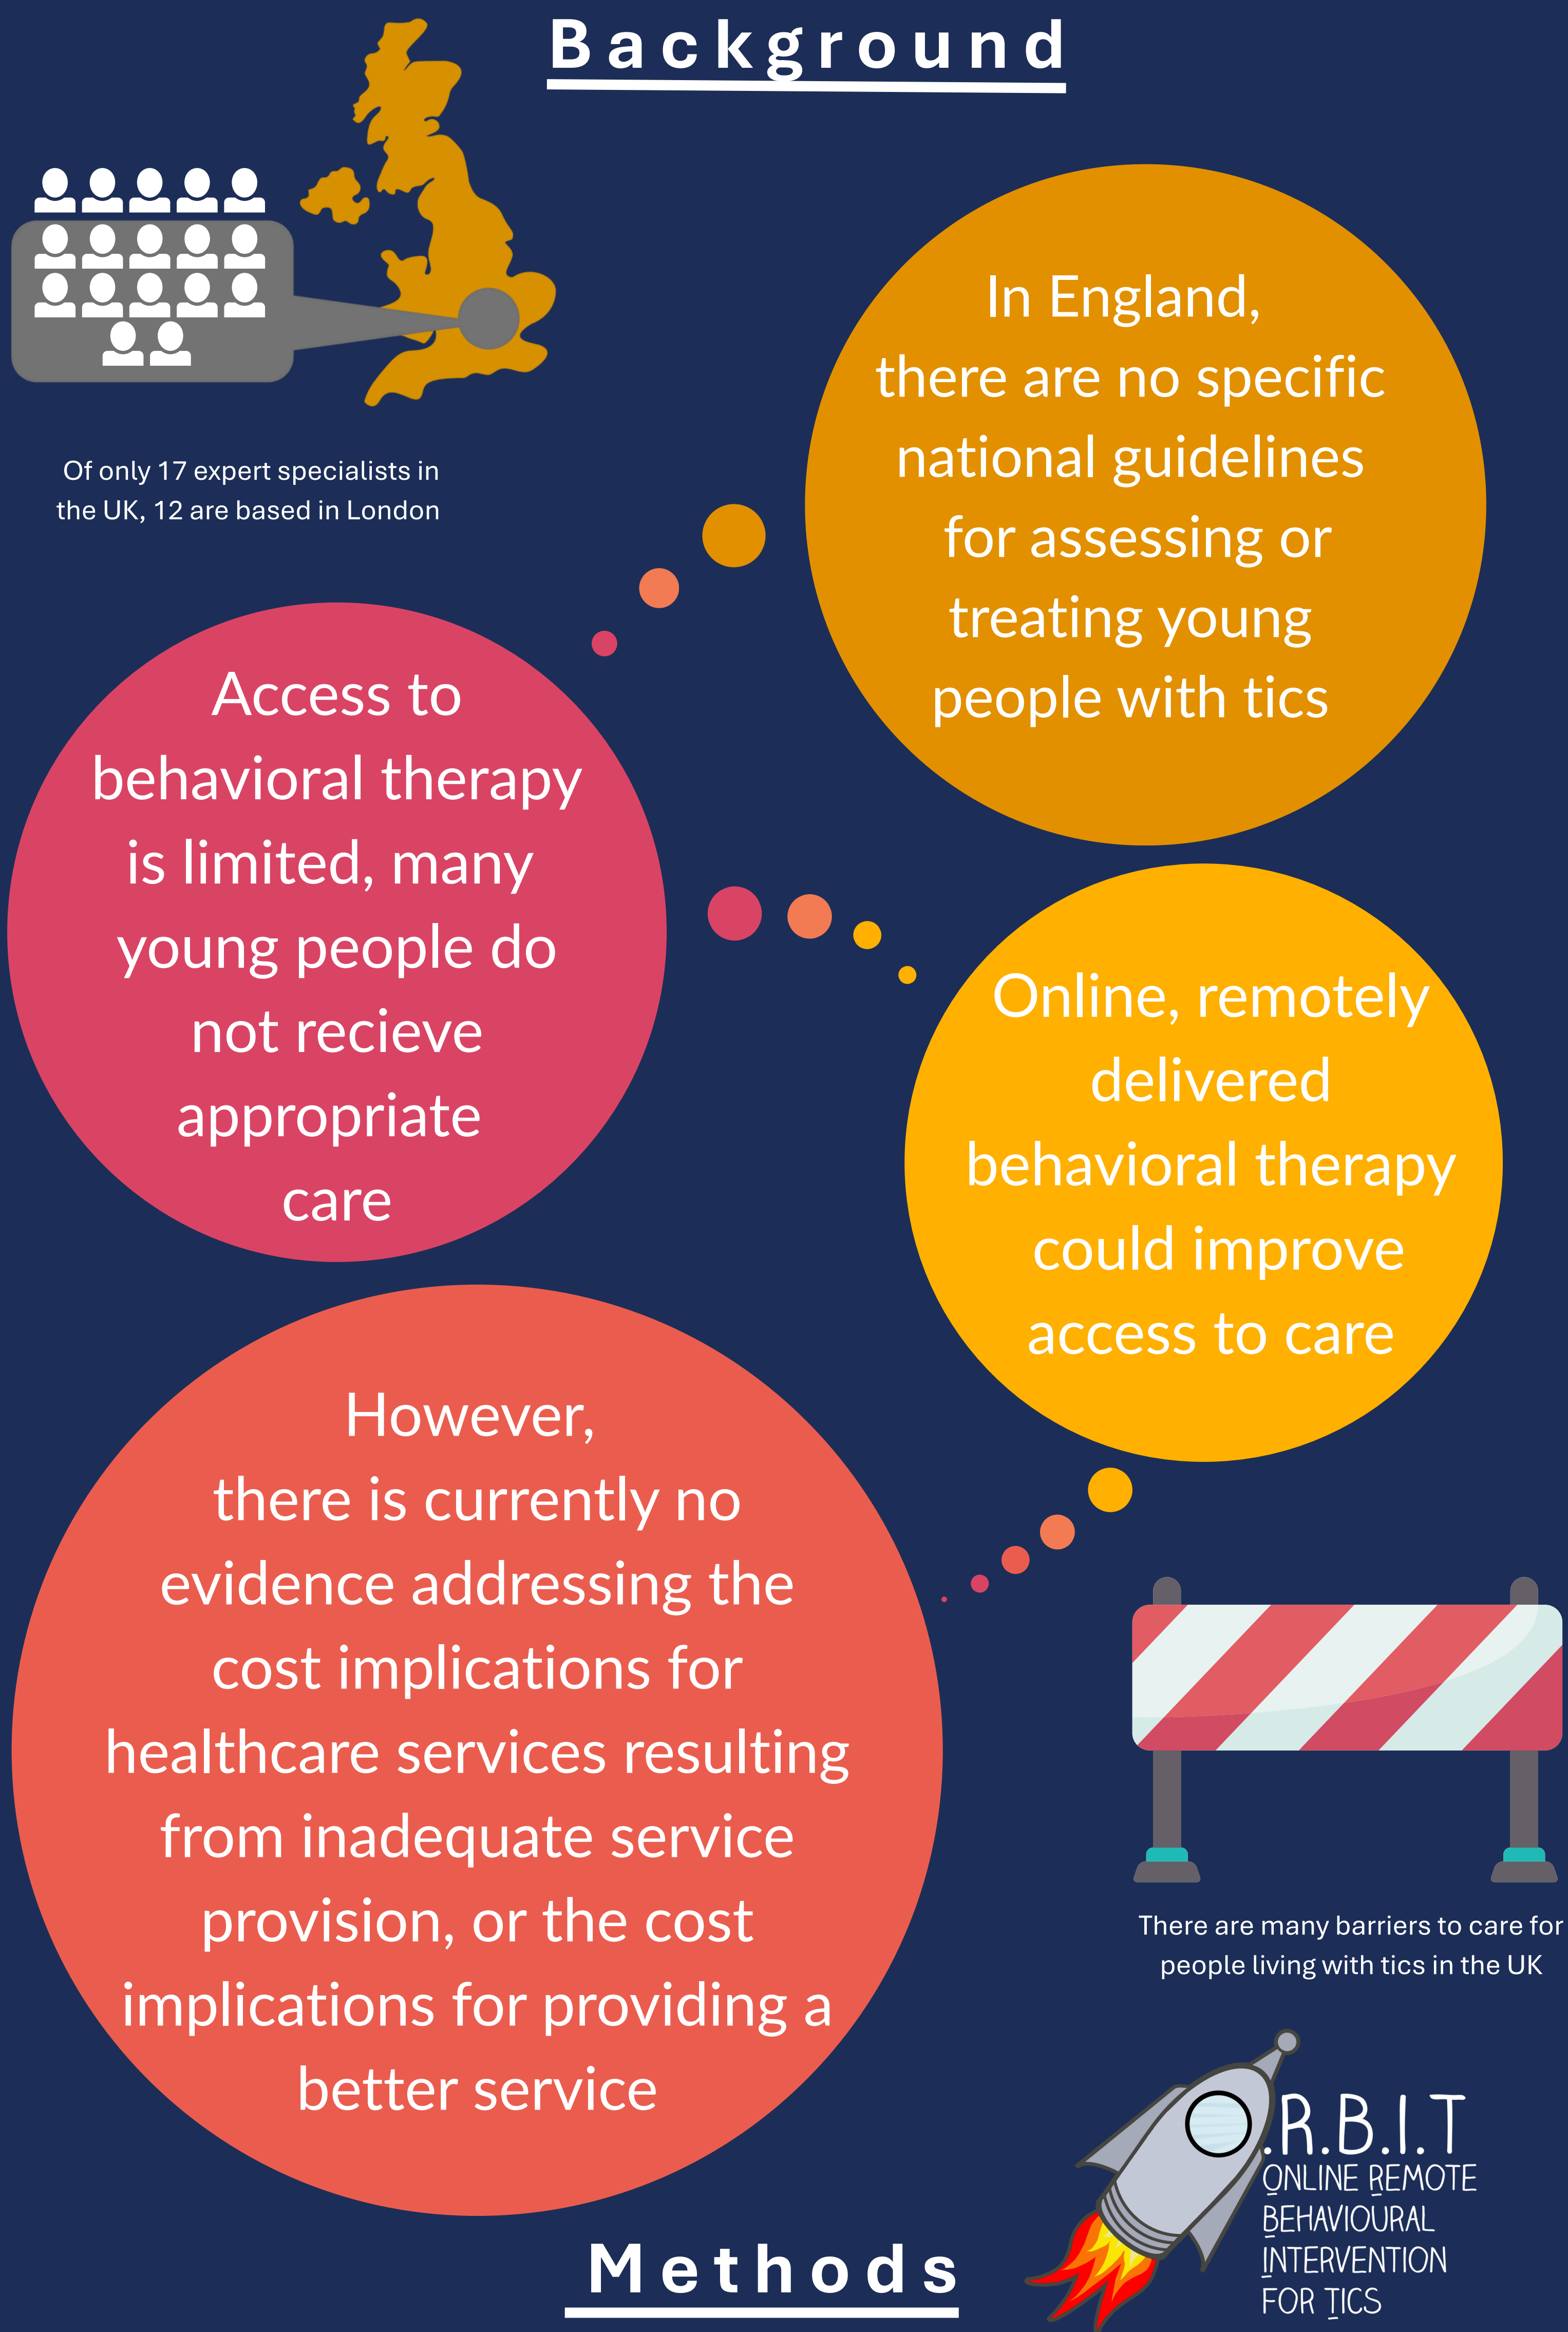 Background
Of only 17 expert specialists in
the UK, 12 are based in London
In England,
there are no specific
national guidelines
for assessing or
treating young
people with tics
Access to
behavioral therapy
is limited, many
young people do
not recieve
appropriate
care
Online, remotely
delivered
behavioral therapy
could improve
access to care
However,
there is currently no
evidence addressing the
cost implications for
healthcare services resulting
from inadequate service
provision, or the cost
implications for providing a
better service
There are many barriers to care for
people living with tics in the UK
.R.B.I.T
ONLINE REMOTE
BEHAVIOURAL
INTERVENTION
FOR TICS
Methods